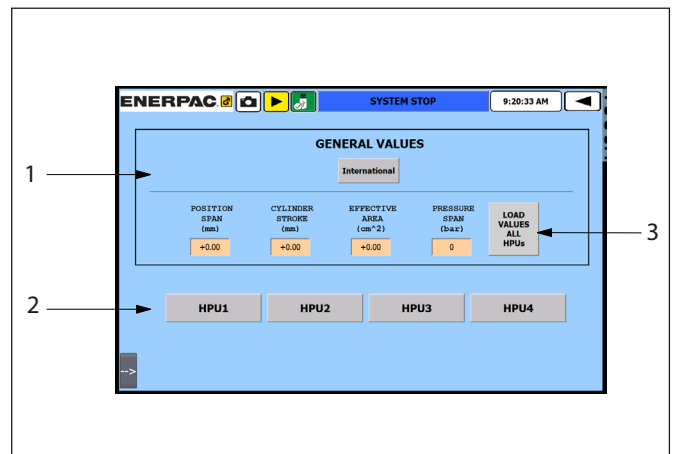 ENERPAC
SYSTEM STOP
9:20:33 AM
GENERAL VALUES
1
International
POSITION SPAN (mm)
CYLINDER STROKE (mm)
EFFECTIVE AREA (cm^2)
PRESSURE SPAN (bar)
LOAD VALUES ALL HPUs
3
+0.00
+0.00
+0.00
0
2
HPU1
HPU2
HPU3
HPU4
-->